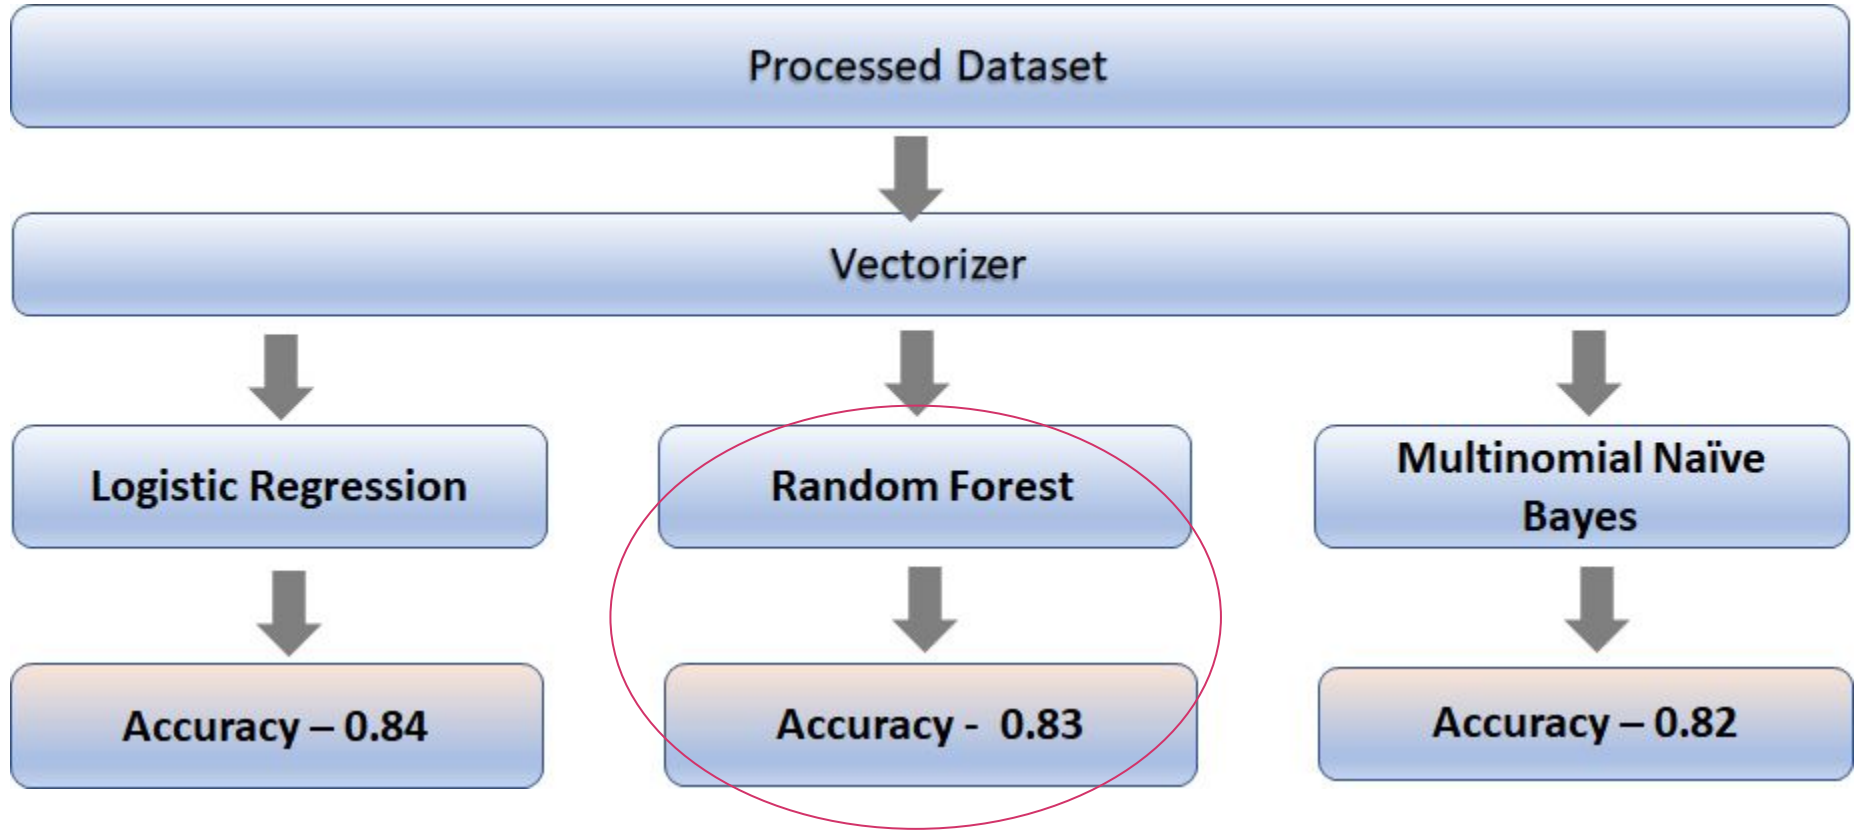 Processed Dataset
Vectorizer
Logistic Regression
Random Forest
Multinomial Naïve
Bayes
Accuracy – 0.84
Accuracy -  0.83
Accuracy – 0.82